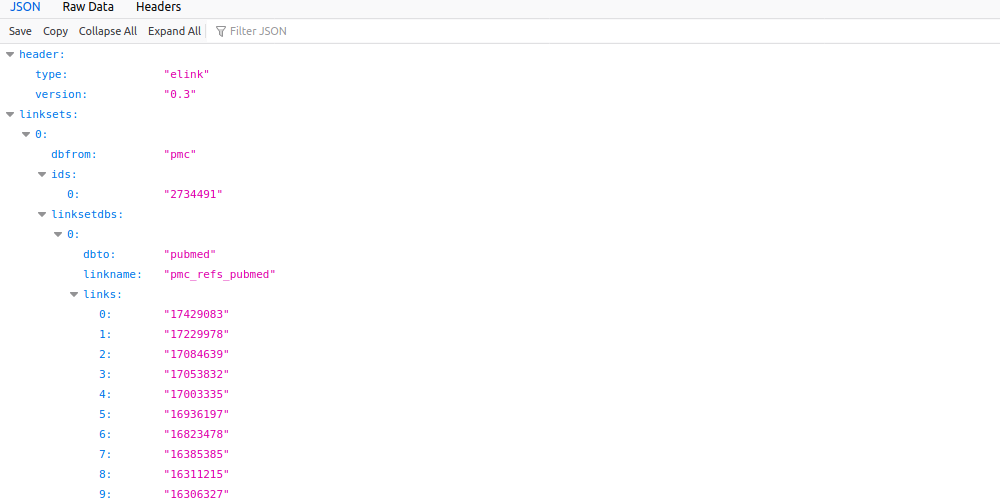 JSON Raw Data Headers
Save Copy Collapse All Expand All Filter JSON
header:
type: "elink"
version: "0.3"
linksets:
0:
dbfrom: "pmc"
ids:
0: "2734491"
linksetdbs:
0:
dbto: "pubmed"
linkname: "pmc_refs_pubmed"
links:
0: "17429083"
1: "17229978"
2: "17084639"
3: "17053832"
4: "17003335"
5: "16936197"
6: "16823478"
7: "16385385"
8: "16311215"
9: "16306327"